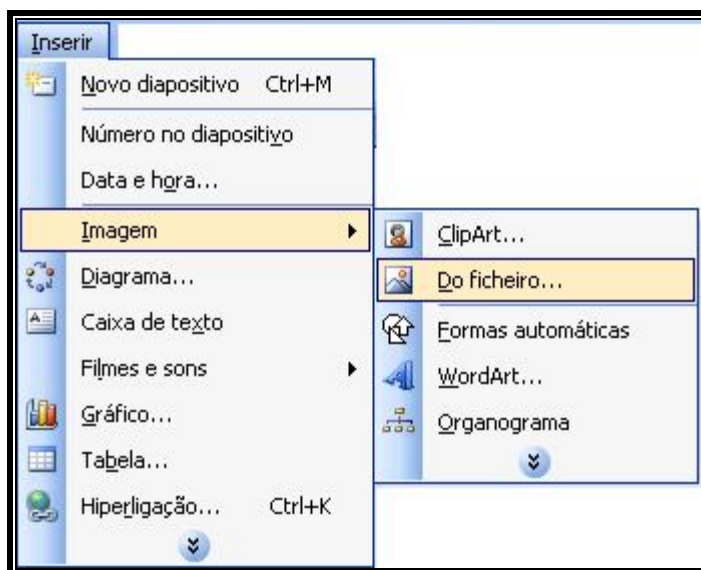 Inserir
Novo diapositivo Ctrl+M
Número no diapositivo
Data e hora...
Imagem
Diagrama...
Caixa de texto
Filmes e sons
Gráfico...
Tabela...
Hiperligação... Ctrl+K
ClipArt...
Do ficheiro...
Formas automáticas
WordArt...
Organograma